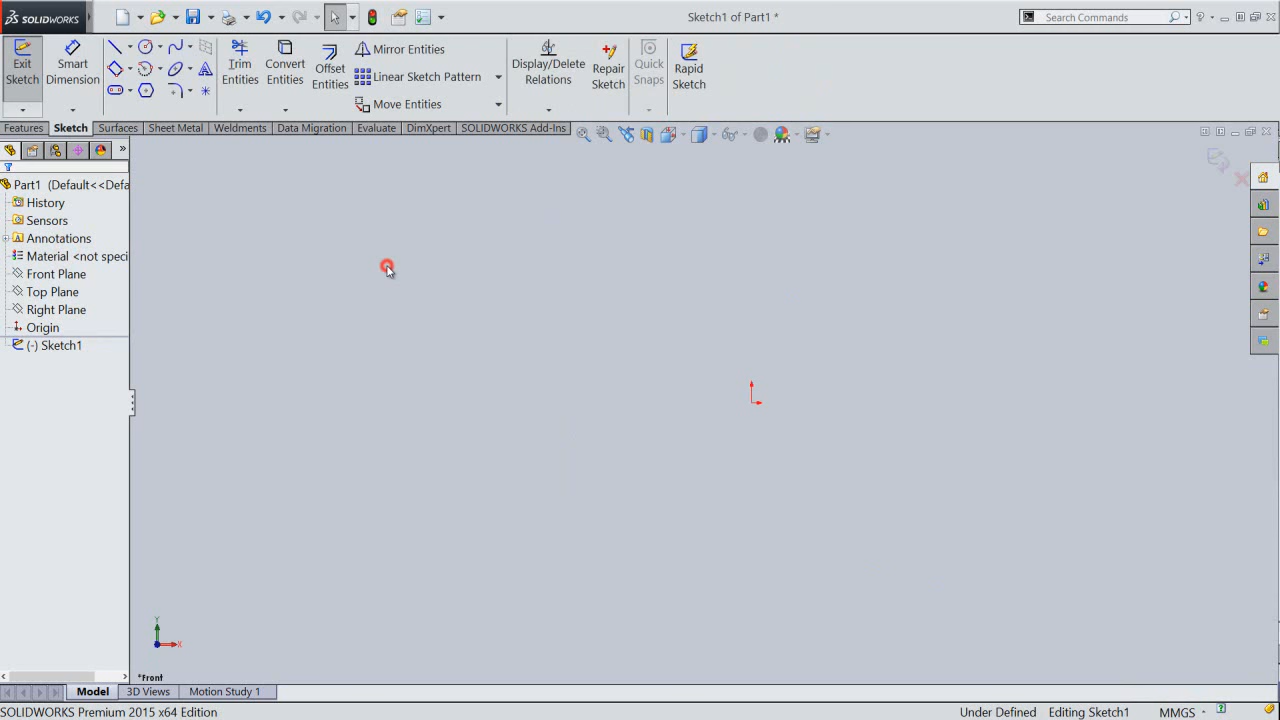 SOLIDWORKS
Sketch1 of Part1 *
Search Commands
?
Exit Sketch
Smart Dimension
Trim Entities
Convert Entities
Offset Entities
Mirror Entities
Linear Sketch Pattern
Move Entities
Display/Delete Relations
Repair Sketch
Quick Snaps
Rapid Sketch
Features Sketch Surfaces Sheet Metal Weldments Data Migration Evaluate DimXpert SOLIDWORKS Add-Ins
»
Part1 (Default<<Defa
History
Sensors
Annotations
Material <not speci
Front Plane
Top Plane
Right Plane
Origin
(-) Sketch1
Y
X
*Front
Model 3D Views Motion Study 1
SOLIDWORKS Premium 2015 x64 Edition
Under Defined Editing Sketch1 MMGS